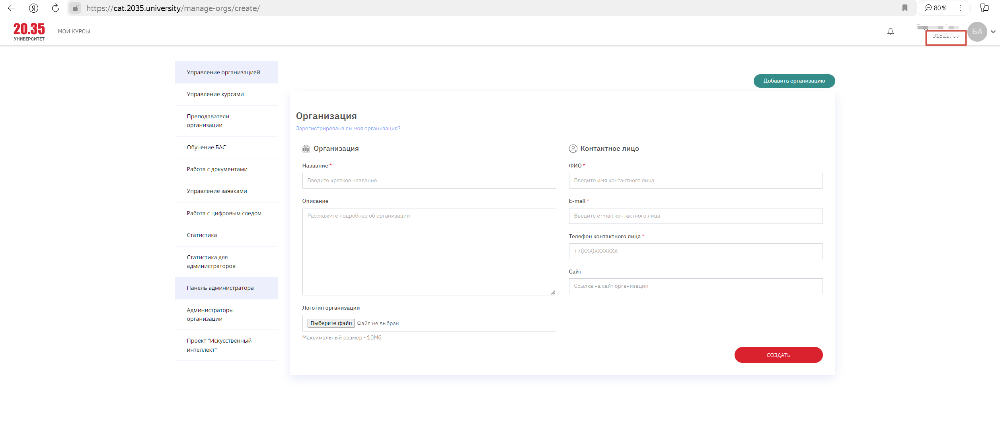 https://cat.2035.university/manage-orgs/create/
80 %
20.35
УНИВЕРСИТЕТ
МОИ КУРСЫ
БА
Управление организацией
Управление курсами
Преподаватели
организации
Обучение БАС
Работа с документами
Управление заявками
Работа с цифровым следом
Статистика
Статистика для
администраторов
Панель администратора
Администраторы
организации
Проект "Искусственный
интеллект"
Добавить организацию
Организация
Зарегистрирована ли моя организация?
Организация
Название *
Введите краткое название
Описание
Расскажите подробнее об организации
Логотип организации
Выберите файл Файл не выбран
Максимальный размер - 10Мб
Контактное лицо
ФИО *
Введите имя контактного лица
E-mail *
Введите e-mail контактного лица
Телефон контактного лица *
+7(XXX)XXXXXXX
Сайт
Ссылка на сайт организации
СОЗДАТЬ